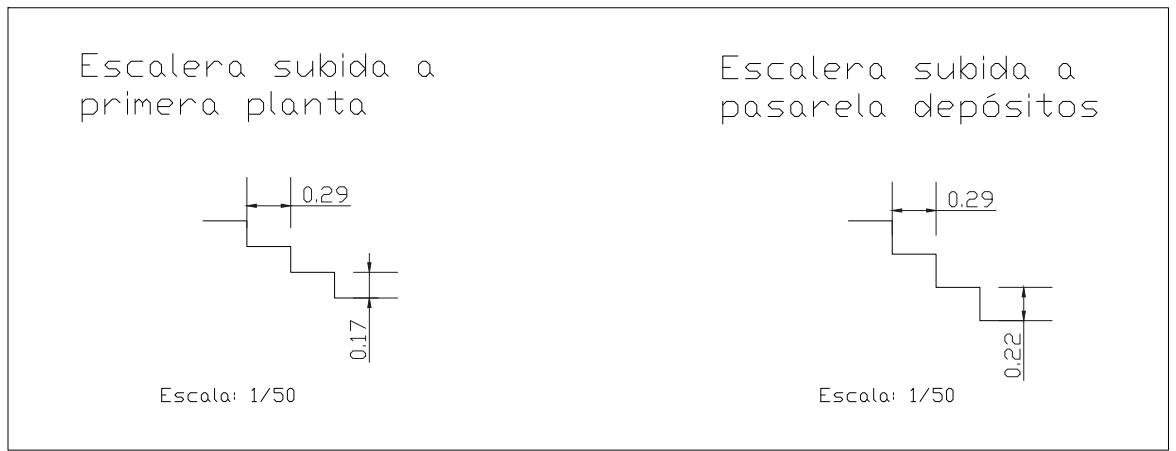 Escalera subida a
primera planta
0.29
0.17
Escala: 1/50
Escalera subida a
pasarela depósitos
0.29
0.22
Escala: 1/50